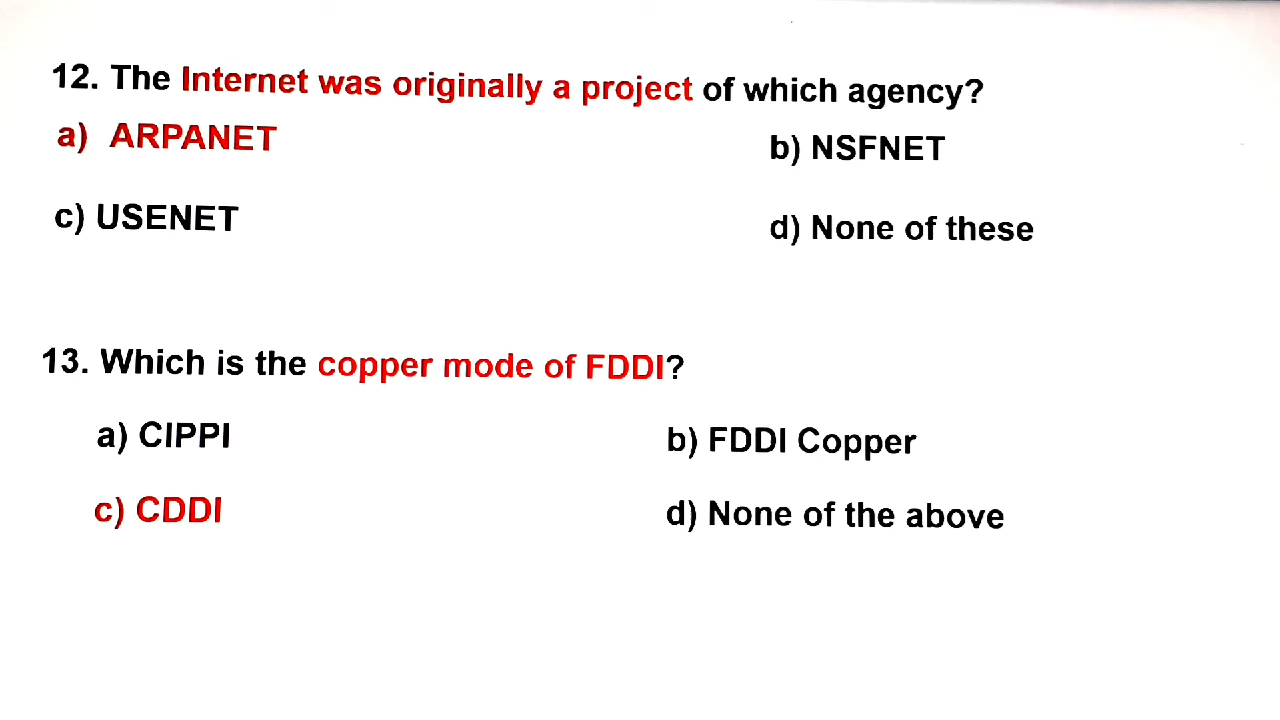 12. The Internet was originally a project of which agency?
a) ARPANET b) NSFNET
c) USENET d) None of these
13. Which is the copper mode of FDDI?
a) CIPPI b) FDDI Copper
c) CDDI d) None of the above